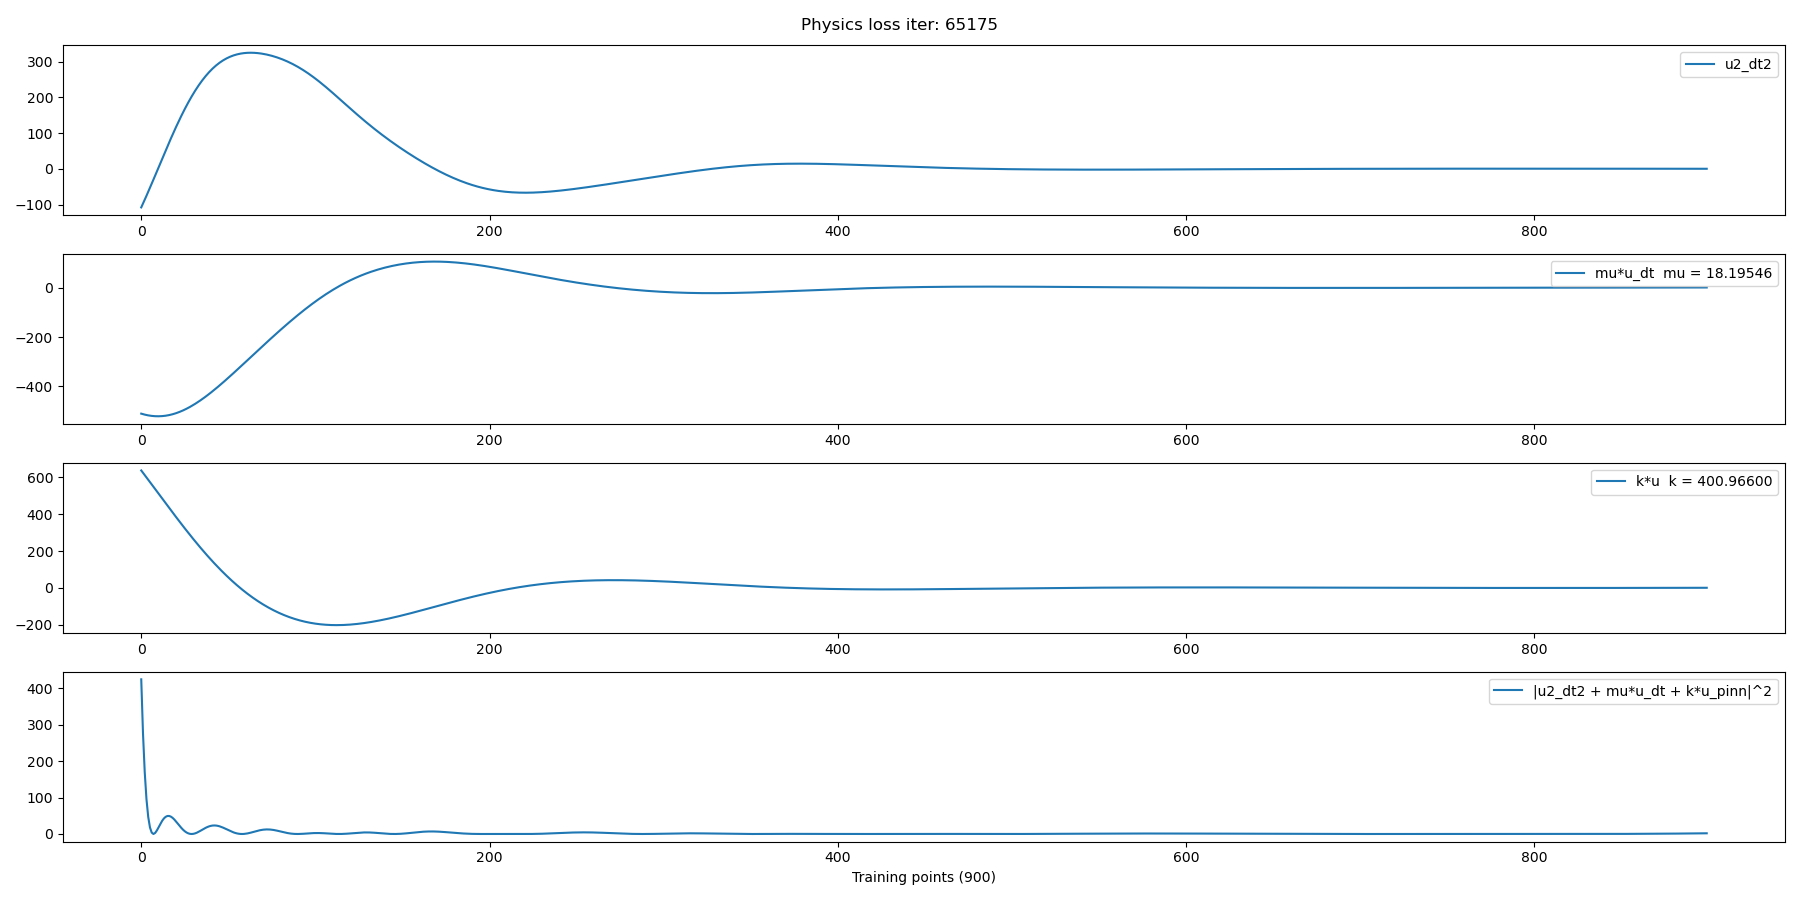 Physics loss iter: 65175
300
200
100
0
−100
u2_dt2
0 200 400 600 800
0
−200
−400
mu*u_dt  mu = 18.19546
0 200 400 600 800
600
400
200
0
−200
k*u  k = 400.96600
0 200 400 600 800
400
300
200
100
0
|u2_dt2 + mu*u_dt + k*u_pinn|^2
0 200 400 600 800
Training points (900)